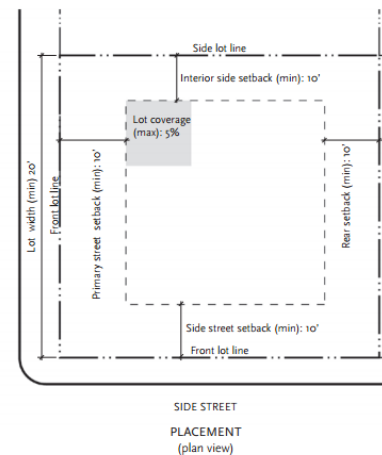 Side lot line
Interior side setback (min): 10'
Lot coverage
(max): 5%
Lot width (min) 20'
Front lot line
Primary street setback (min): 10'
Rear setback (min): 10'
Side street setback (min): 10'
Front lot line
SIDE STREET
PLACEMENT
(plan view)